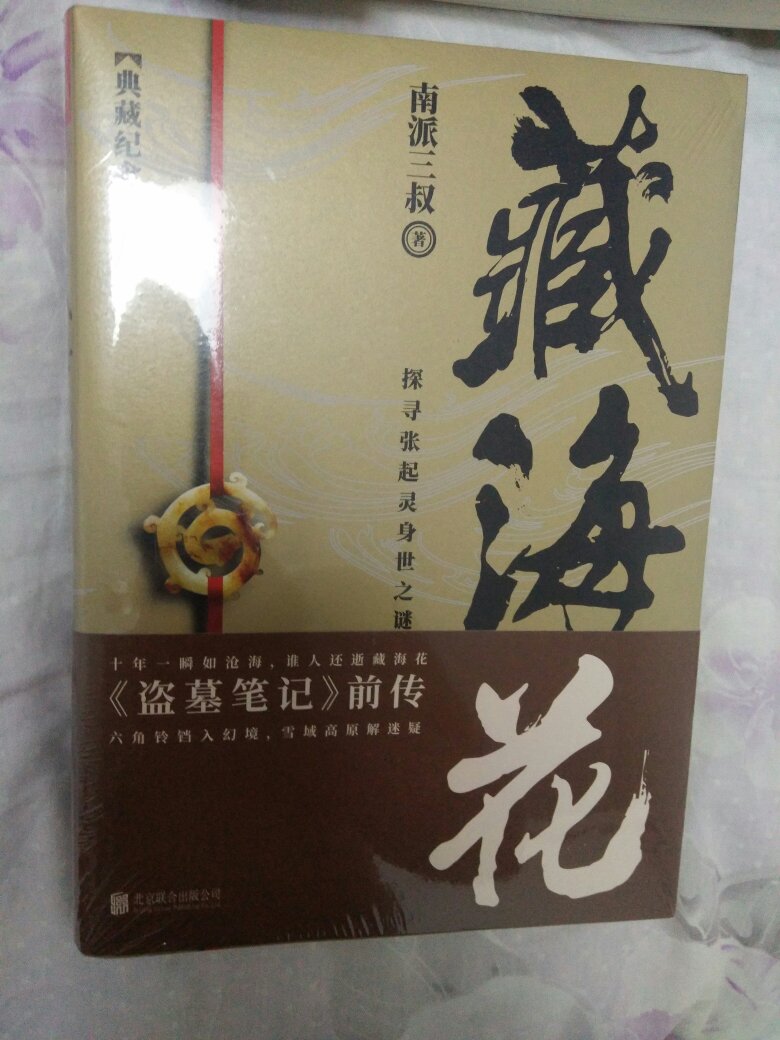 藏海花
南派三叔
著
探寻张起灵身世之谜
【典藏纪
十年一瞬如沧海,谁人还逝藏海花
《盗墓笔记》前传
六角铃铛入幻境,雪域高原解迷疑
北京联合出版公司